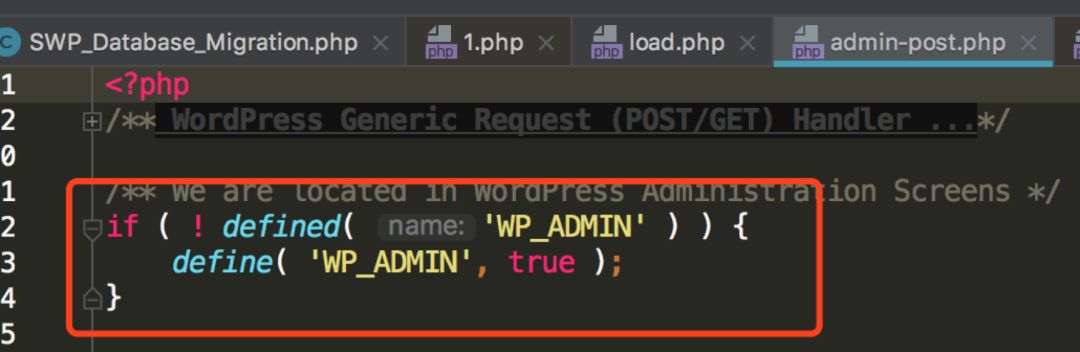 C SWP_Database_Migration.php × php 1.php × php load.php × php admin-post.php ×
1 <?php
2 /** WordPress Generic Request (POST/GET) Handler ...*/
0
1 /** We are located in WordPress Administration Screens */
2 if ( ! defined( name: 'WP_ADMIN' ) ) {
3 define( 'WP_ADMIN', true );
4 }
5